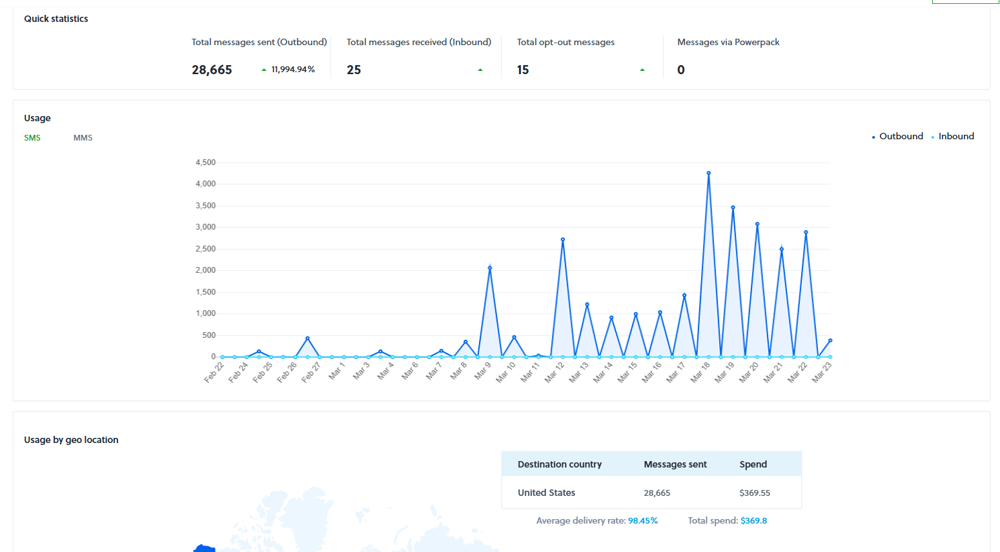 Quick statistics
Total messages sent (Outbound)
28,665
11,994.94%
Total messages received (Inbound)
25
Total opt-out messages
15
Messages via Powerpack
0
Usage
SMS
MMS
Outbound
Inbound
4,500
4,000
3,500
3,000
2,500
2,000
1,500
1,000
500
0
Feb 22
Feb 24
Feb 25
Feb 26
Feb 27
Mar 1
Mar 3
Mar 4
Mar 6
Mar 7
Mar 8
Mar 9
Mar 10
Mar 11
Mar 12
Mar 13
Mar 14
Mar 15
Mar 16
Mar 17
Mar 18
Mar 19
Mar 20
Mar 21
Mar 22
Mar 23
Usage by geo location
Destination country Messages sent Spend
United States 28,665 $369.55
Average delivery rate: 98.45% Total spend: $369.8